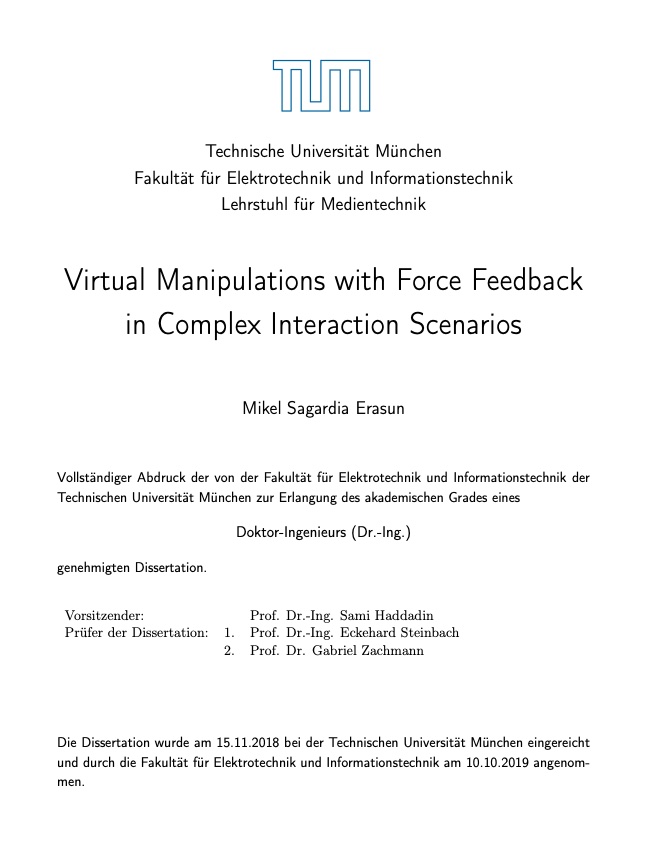 TUM
Technische Universität München
Fakultät für Elektrotechnik und Informationstechnik
Lehrstuhl für Medientechnik
Virtual Manipulations with Force Feedback
in Complex Interaction Scenarios
Mikel Sagardia Erasun
Vollständiger Abdruck der von der Fakultät für Elektrotechnik und Informationstechnik der
Technischen Universität München zur Erlangung des akademischen Grades eines
Doktor-Ingenieurs (Dr.-Ing.)
genehmigten Dissertation.
Vorsitzender: Prof. Dr.-Ing. Sami Haddadin
Prüfer der Dissertation: 1. Prof. Dr.-Ing. Eckehard Steinbach
2. Prof. Dr. Gabriel Zachmann
Die Dissertation wurde am 15.11.2018 bei der Technischen Universität München eingereicht
und durch die Fakultät für Elektrotechnik und Informationstechnik am 10.10.2019 angenom-
men.